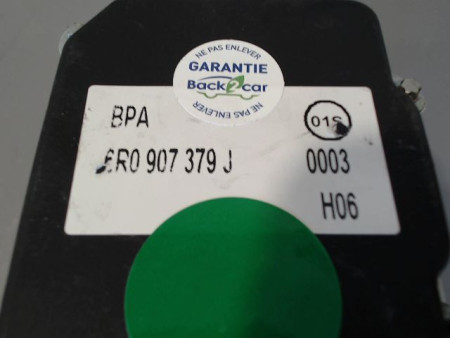 NE PAS ENLEVER
GARANTIE
Back2car
NE PAS ENLEVER
BPA
01S
6R0 907 379 J
0003
H06